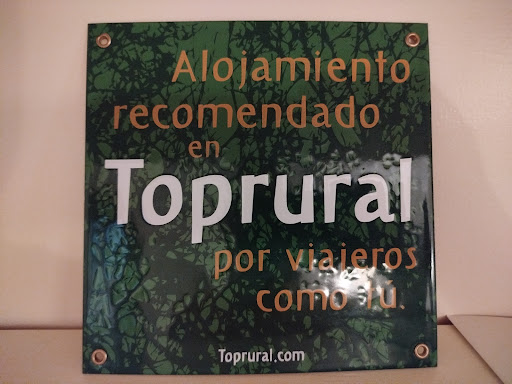 Alojamiento
recomendado
en
Toprural
por viajeros
como tú.
Toprural.com